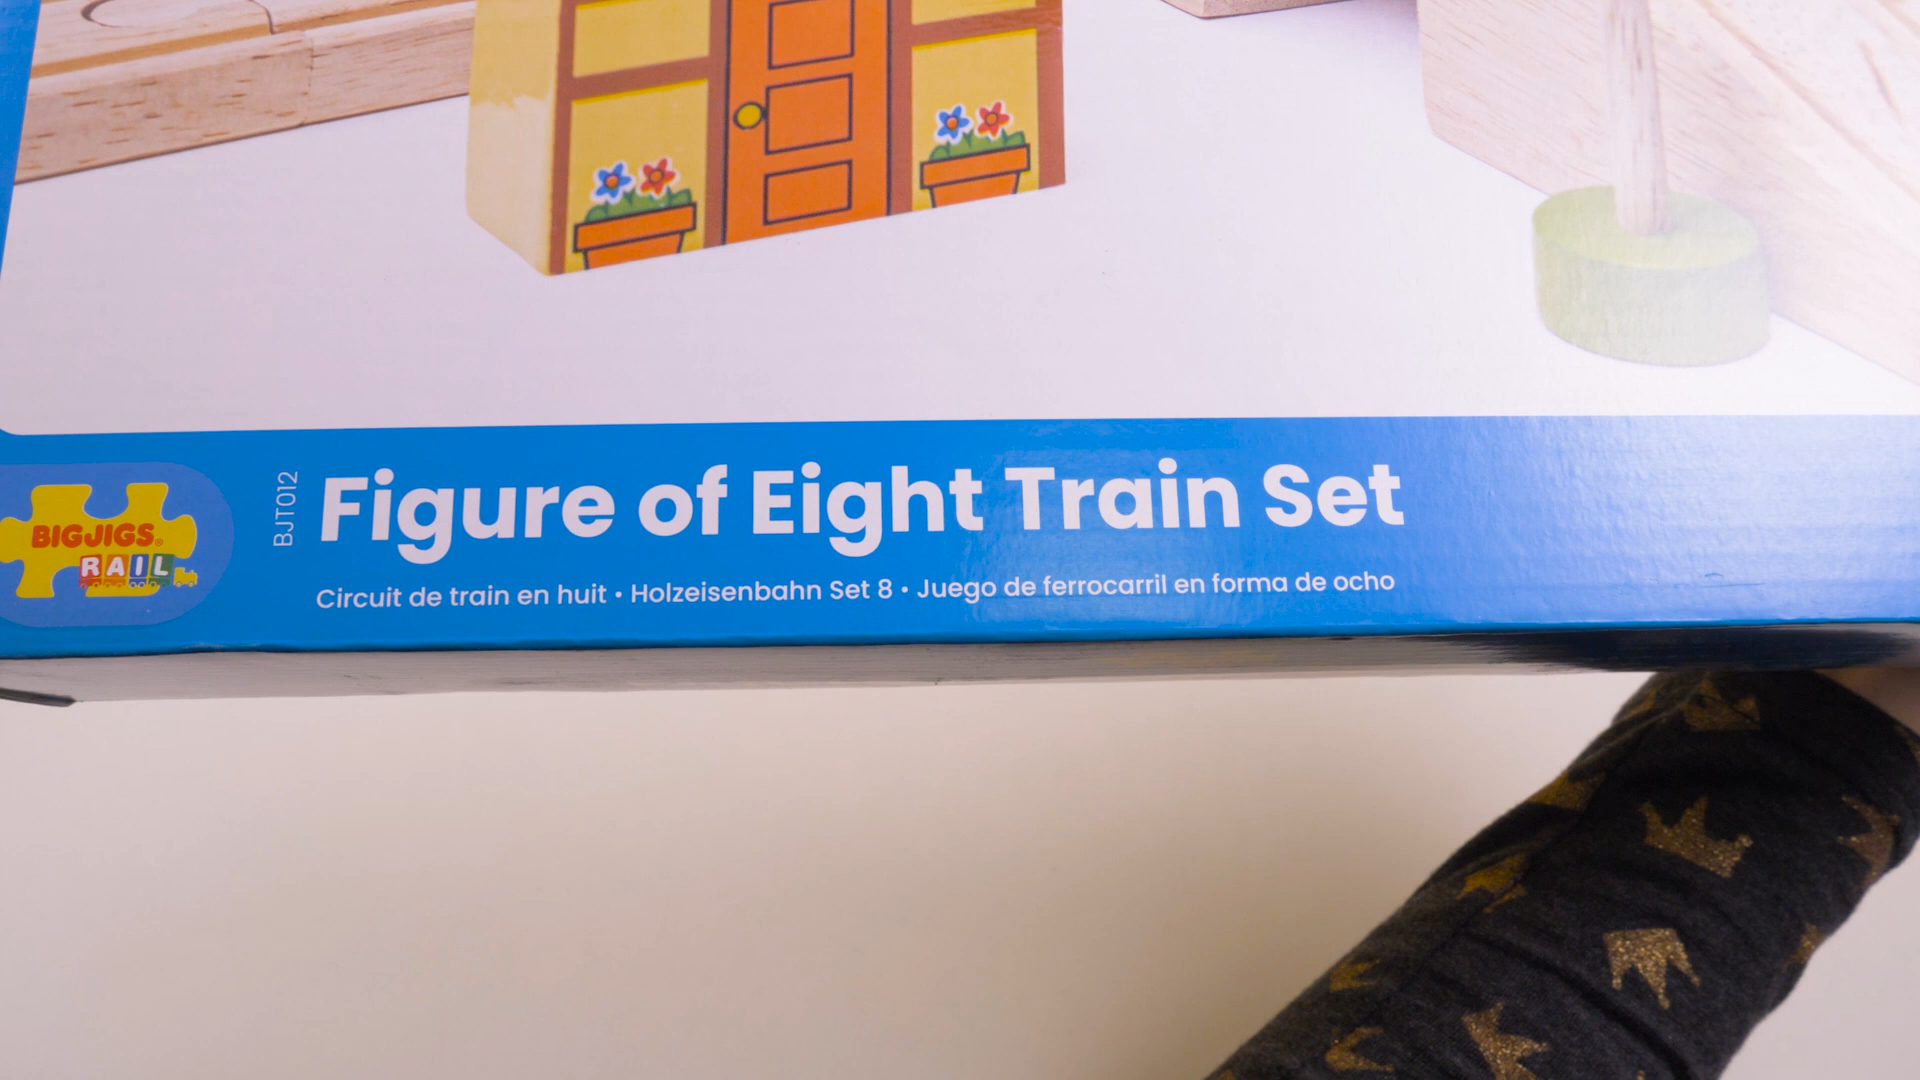 BIGJIGS®
RAIL
BJT012
Figure of Eight Train Set
Circuit de train en huit • Holzeisenbahn Set 8 • Juego de ferrocarril en forma de ocho